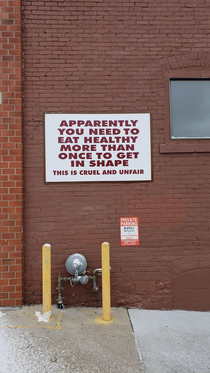 APPARENTLY
YOU NEED TO
EAT HEALTHY
MORE THAN
ONCE TO GET
IN SHAPE
THIS IS CRUEL AND UNFAIR
PRIVATE
PARKING